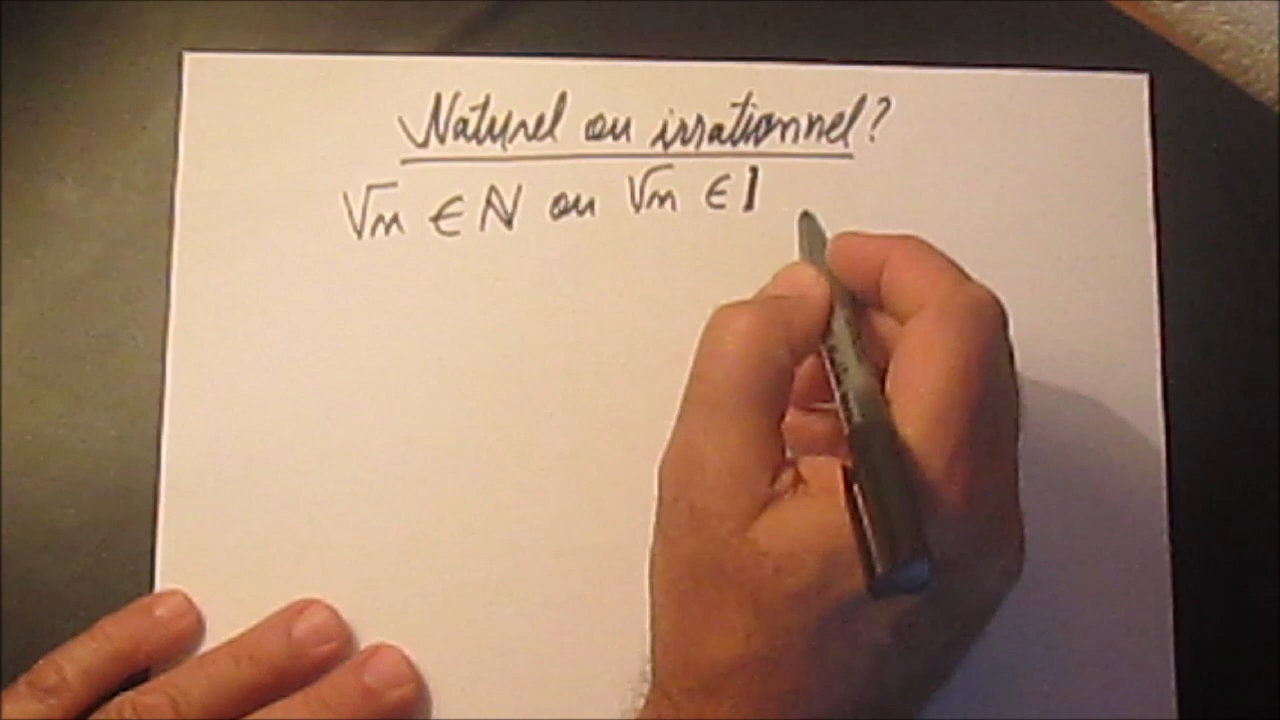 Naturel ou irrationnel?
√n ∈ ℕ ou √n ∈ I